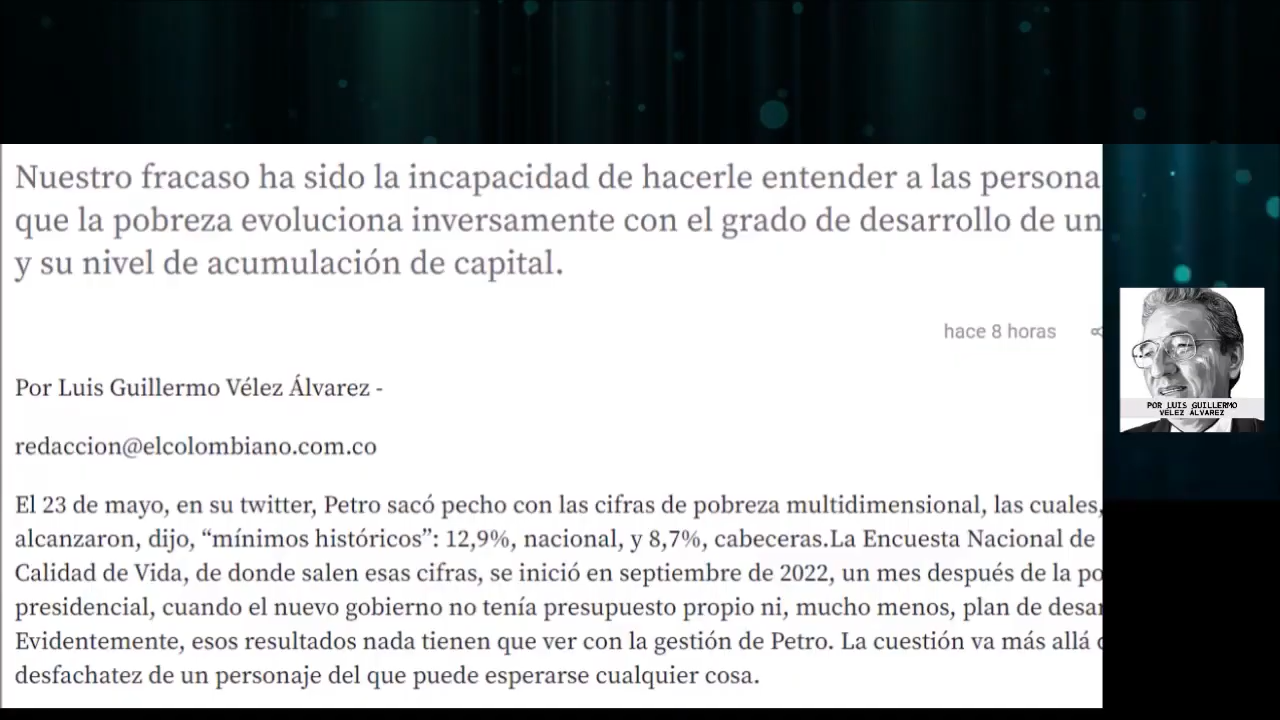 Nuestro fracaso ha sido la incapacidad de hacerle entender a las persona
que la pobreza evoluciona inversamente con el grado de desarrollo de un
y su nivel de acumulación de capital.
hace 8 horas
Por Luis Guillermo Vélez Álvarez -
redaccion@elcolombiano.com.co
El 23 de mayo, en su twitter, Petro sacó pecho con las cifras de pobreza multidimensional, las cuales,
alcanzaron, dijo, “mínimos históricos”: 12,9%, nacional, y 8,7%, cabeceras.La Encuesta Nacional de
Calidad de Vida, de donde salen esas cifras, se inició en septiembre de 2022, un mes después de la po
presidencial, cuando el nuevo gobierno no tenía presupuesto propio ni, mucho menos, plan de desar
Evidentemente, esos resultados nada tienen que ver con la gestión de Petro. La cuestión va más allá
desfachatez de un personaje del que puede esperarse cualquier cosa.
POR LUIS GUILLERMO
VÉLEZ ÁLVAREZ